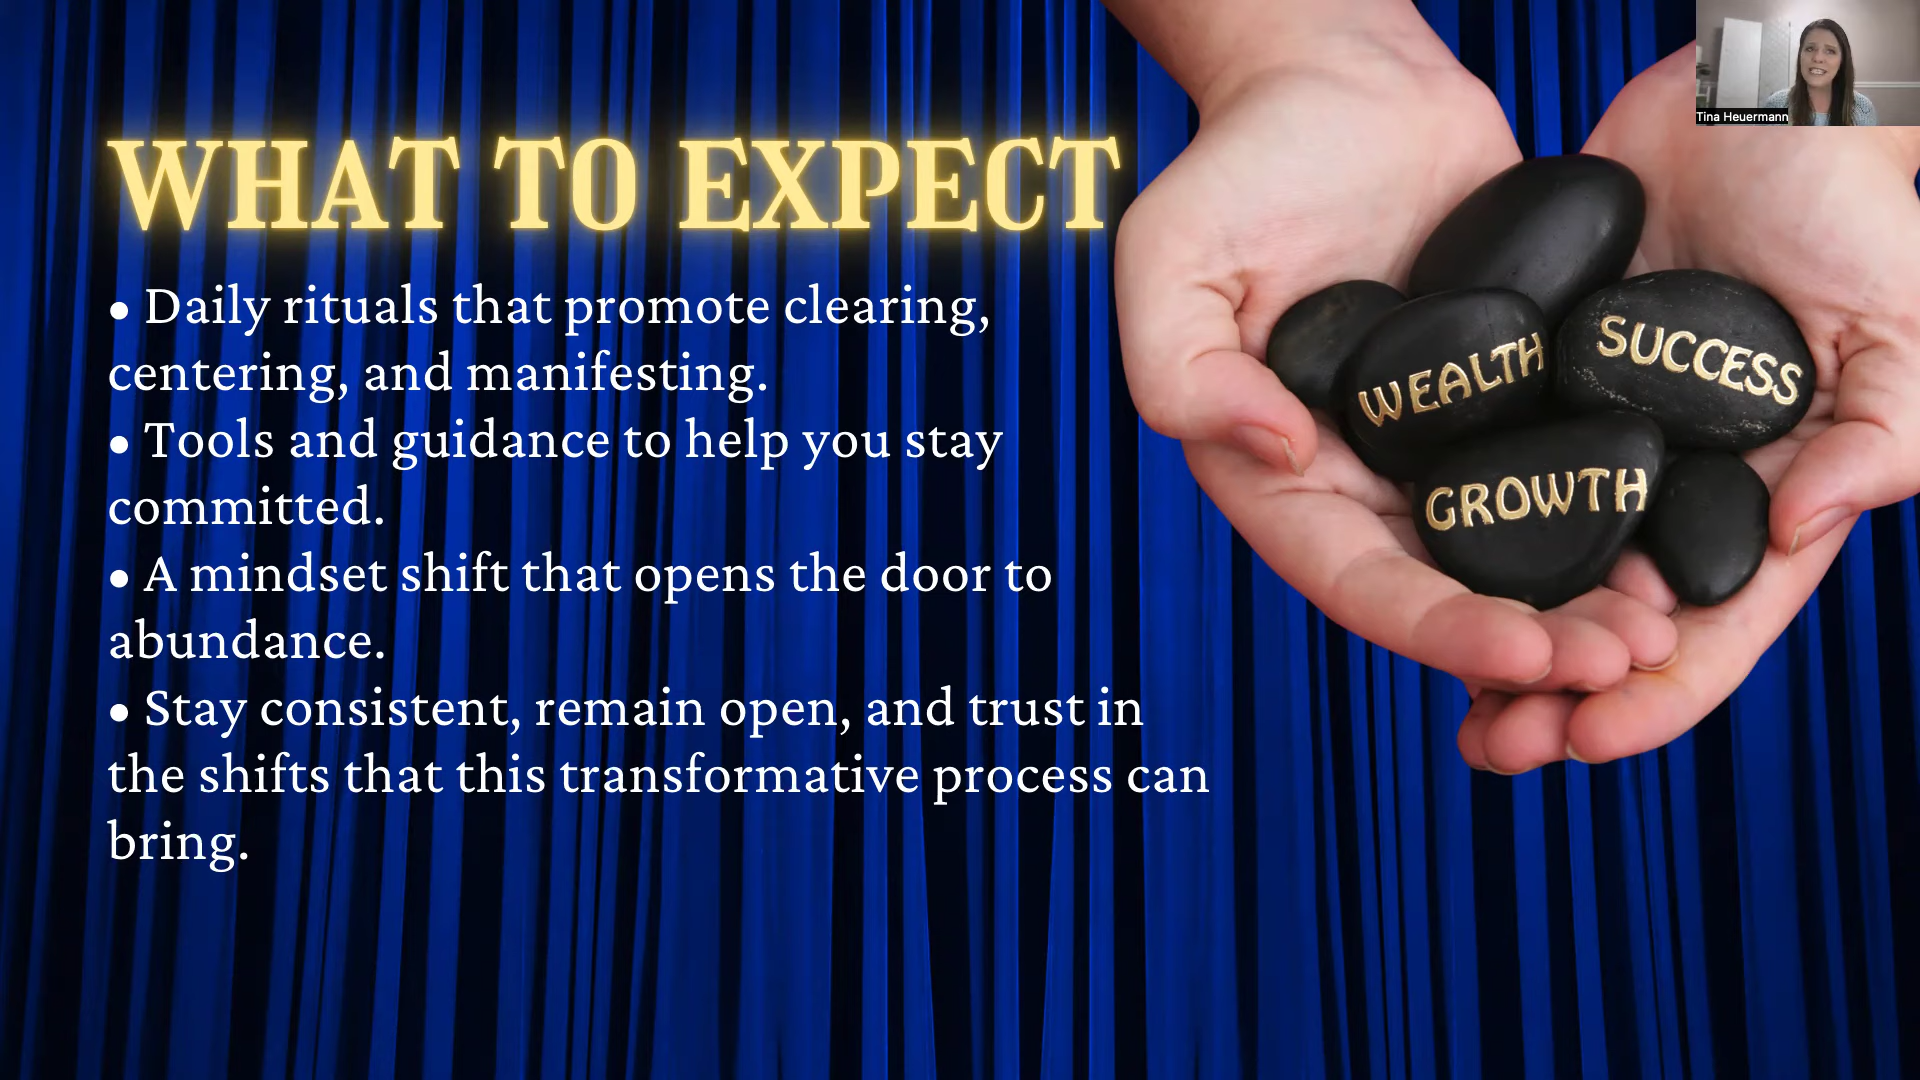 Tina Heuermann
WHAT TO EXPECT
• Daily rituals that promote clearing,
centering, and manifesting.
• Tools and guidance to help you stay
committed.
• A mindset shift that opens the door to
abundance.
• Stay consistent, remain open, and trust in
the shifts that this transformative process can
bring.
WEALTH
SUCCESS
GROWTH